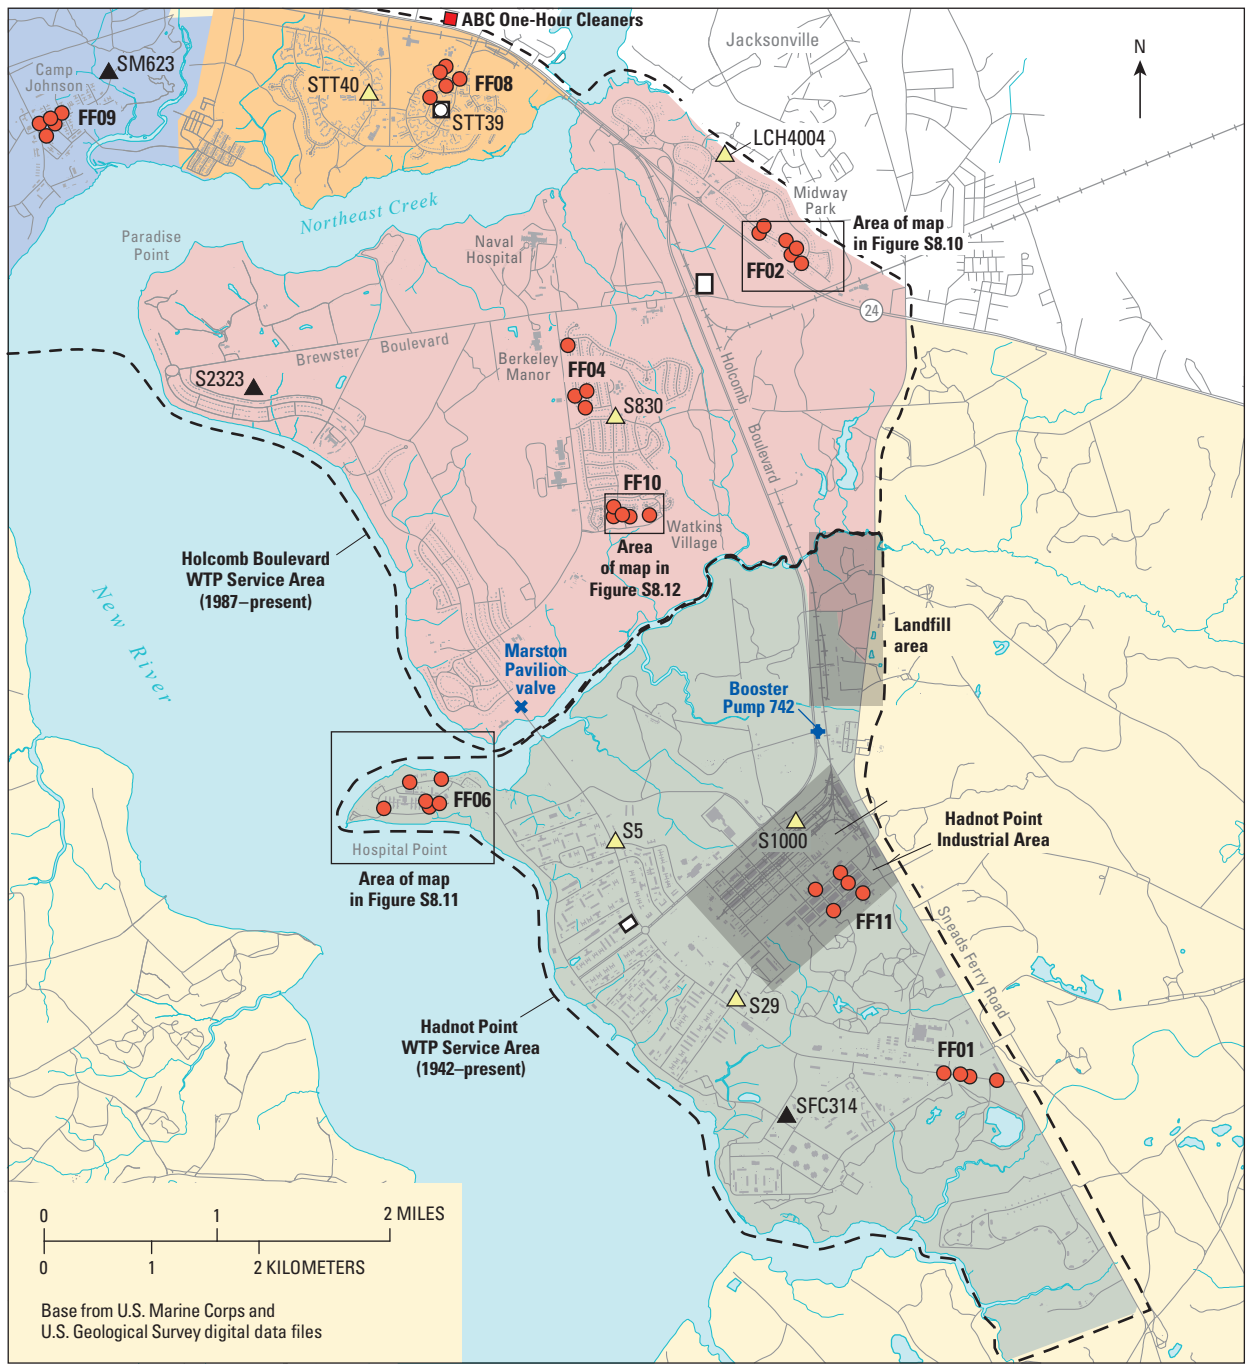 ABC One-Hour Cleaners
Jacksonville
N
Camp
Johnson
SM623
STT40
FF08
FF09
STT39
LCH4004
Midway
Park
Northeast Creek
Area of map
in Figure S8.10
Paradise
Point
Naval
Hospital
FF02
24
Brewster Boulevard
Berkeley
Manor
Holcomb Boulevard
FF04
S2323
S830
FF10
Watkins
Village
Area
of map in
Figure S8.12
Holcomb Boulevard
WTP Service Area
(1987–present)
New River
Landfill
area
Marston
Pavilion
valve
Booster
Pump 742
FF06
Hospital Point
Area of map
in Figure S8.11
S5
S1000
Hadnot Point
Industrial Area
FF11
Sneads Ferry Road
S29
Hadnot Point
WTP Service Area
(1942–present)
FF01
SFC314
0 1 2 MILES
0 1 2 KILOMETERS
Base from U.S. Marine Corps and
U.S. Geological Survey digital data files